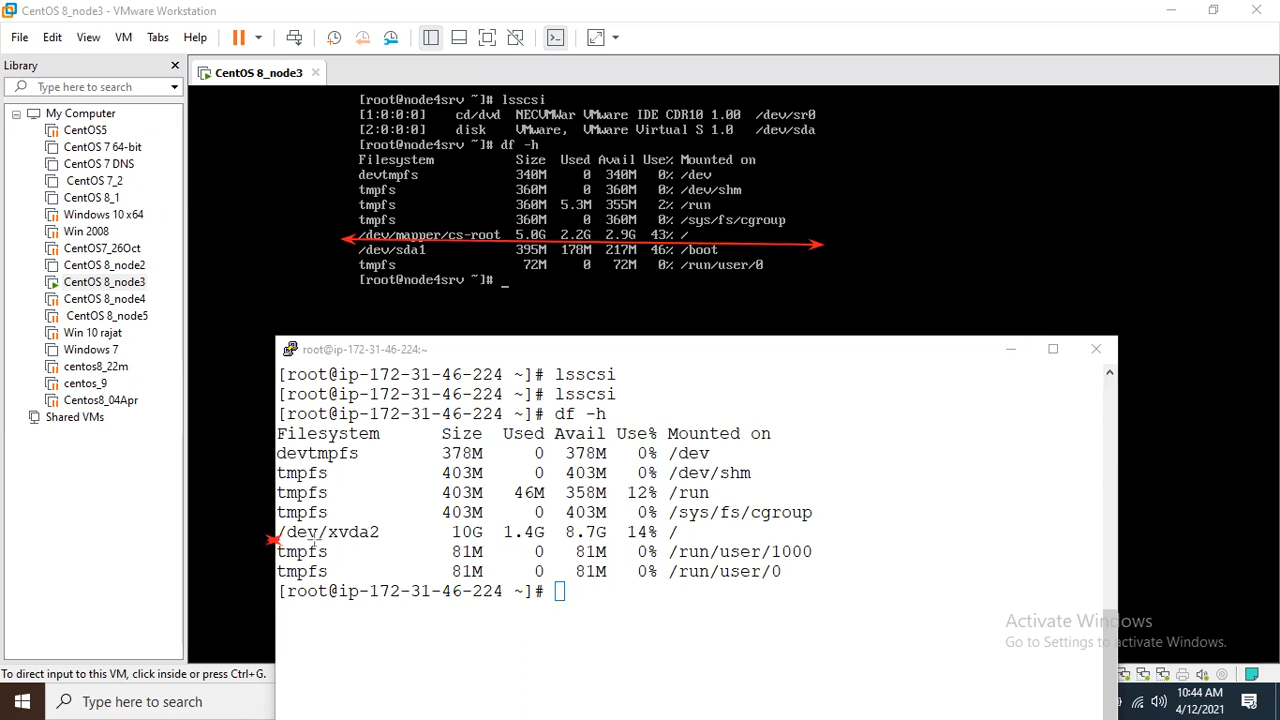 CentOS 8_node3 - VMware Workstation
File Edit View VM Tabs Help
Library
Type here to search
My Computer
CentOS5
CentOS 7 64-bit
CentOS 7 DNS
CentOS 7_2
CentOS 8_1
Windows 10 x64
Win 2008
CentOS7_26Oct
CentOS 8_node2
CentOS 8_node3
CentOS 8_node4
CentOS 8_node5
Win 10 rajat
Windows 7
centos8_22m
centos_9
Centos8_04Apr
Shared VMs
CentOS 8_node3
[root@node4srv ~]# lsscsi
[1:0:0:0] cd/dvd NECVMWar VMware IDE CDR10 1.00 /dev/sr0
[2:0:0:0] disk VMware, VMware Virtual S 1.0 /dev/sda
[root@node4srv ~]# df -h
Filesystem Size Used Avail Use% Mounted on
devtmpfs 340M 0 340M 0% /dev
tmpfs 360M 0 360M 0% /dev/shm
tmpfs 360M 5.3M 355M 2% /run
tmpfs 360M 0 360M 0% /sys/fs/cgroup
/dev/mapper/cs-root 5.0G 2.2G 2.9G 43% /
/dev/sda1 395M 178M 217M 46% /boot
tmpfs 72M 0 72M 0% /run/user/0
[root@node4srv ~]# _
root@ip-172-31-46-224:~
[root@ip-172-31-46-224 ~]# lsscsi
[root@ip-172-31-46-224 ~]# lsscsi
[root@ip-172-31-46-224 ~]# df -h
Filesystem Size Used Avail Use% Mounted on
devtmpfs 378M 0 378M 0% /dev
tmpfs 403M 0 403M 0% /dev/shm
tmpfs 403M 46M 358M 12% /run
tmpfs 403M 0 403M 0% /sys/fs/cgroup
/dev/xvda2 10G 1.4G 8.7G 14% /
tmpfs 81M 0 81M 0% /run/user/1000
tmpfs 81M 0 81M 0% /run/user/0
[root@ip-172-31-46-224 ~]#
Activate Windows
Go to Settings to activate Windows.
To direct input to this VM, click inside or press Ctrl+G.
Type here to search
10:44 AM
4/12/2021